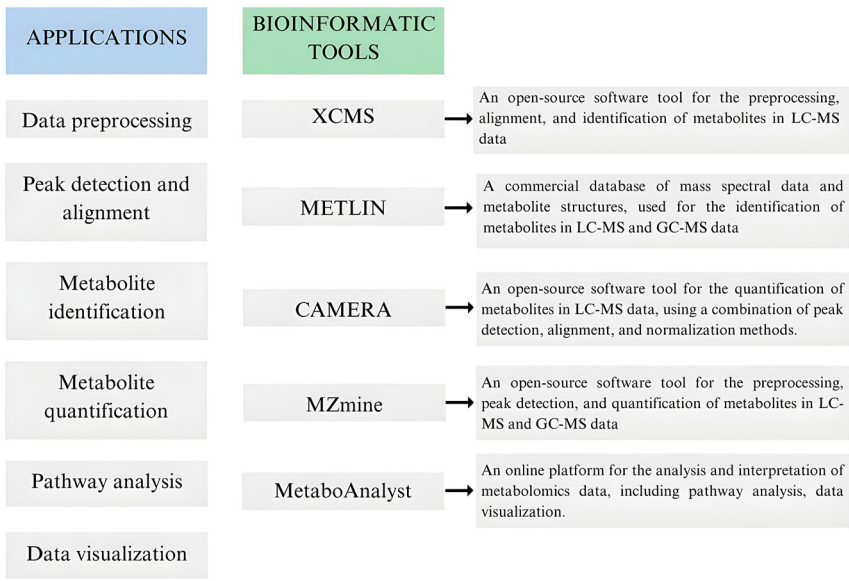 APPLICATIONS
BIOINFORMATIC
TOOLS
Data preprocessing
XCMS
An open-source software tool for the preprocessing,
alignment, and identification of metabolites in LC-MS
data
Peak detection and
alignment
METLIN
A commercial database of mass spectral data and
metabolite structures, used for the identification of
metabolites in LC-MS and GC-MS data
Metabolite
identification
CAMERA
An open-source software tool for the quantification of
metabolites in LC-MS data, using a combination of peak
detection, alignment, and normalization methods.
Metabolite
quantification
MZmine
An open-source software tool for the preprocessing,
peak detection, and quantification of metabolites in LC-
MS and GC-MS data
Pathway analysis
MetaboAnalyst
An online platform for the analysis and interpretation of
metabolomics data, including pathway analysis, data
visualization.
Data visualization